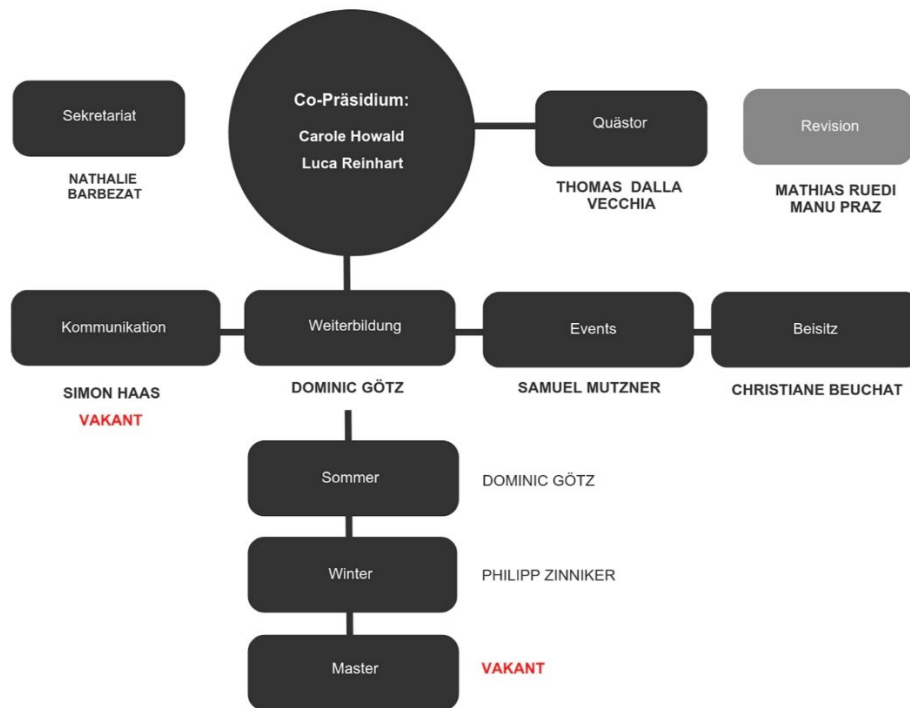 Co-Präsidium:
Carole Howald
Luca Reinhart
Sekretariat
NATHALIE
BARBEZAT
Quästor
THOMAS DALLA
VECCHIA
Revision
MATHIAS RUEDI
MANU PRAZ
Kommunikation
SIMON HAAS
VAKANT
Weiterbildung
DOMINIC GÖTZ
Events
SAMUEL MUTZNER
Beisitz
CHRISTIANE BEUCHAT
Sommer
DOMINIC GÖTZ
Winter
PHILIPP ZINNIKER
Master
VAKANT